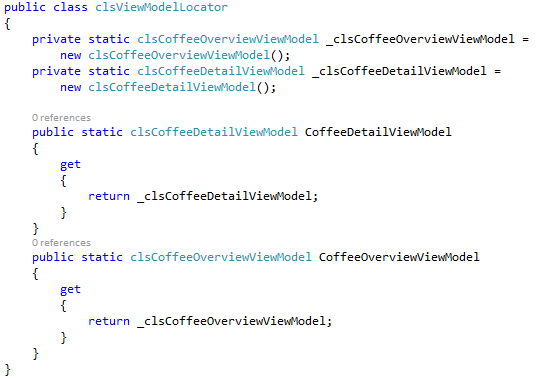 public class clsViewModelLocator
{
    private static clsCoffeeOverviewViewModel _clsCoffeeOverviewViewModel =
        new clsCoffeeOverviewViewModel();
    private static clsCoffeeDetailViewModel _clsCoffeeDetailViewModel =
        new clsCoffeeDetailViewModel();
    0 references
    public static clsCoffeeDetailViewModel CoffeeDetailViewModel
    {
        get
        {
            return _clsCoffeeDetailViewModel;
        }
    }
    0 references
    public static clsCoffeeOverviewViewModel CoffeeOverviewViewModel
    {
        get
        {
            return _clsCoffeeOverviewViewModel;
        }
    }
}